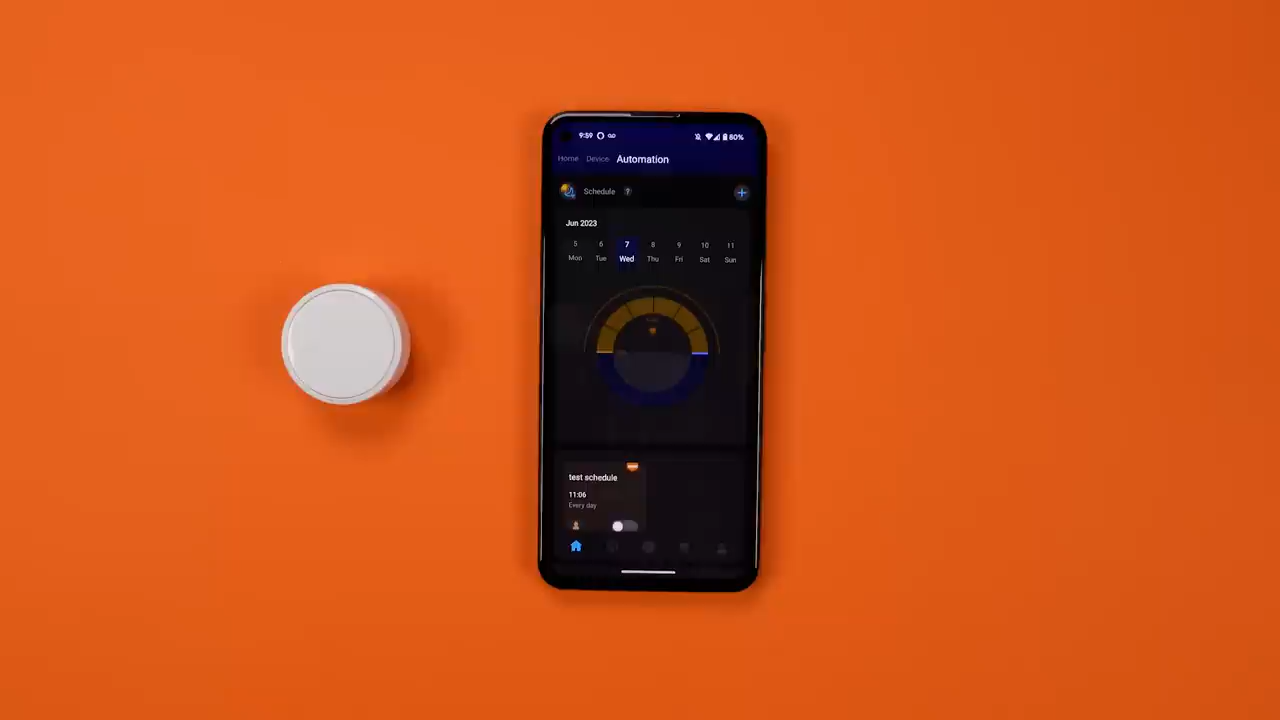 9:59 80%
Home Device Automation
Schedule ?
Jun 2023
5 6 7 8 9 10 11
Mon Tue Wed Thu Fri Sat Sun
test schedule
11:06
Every day